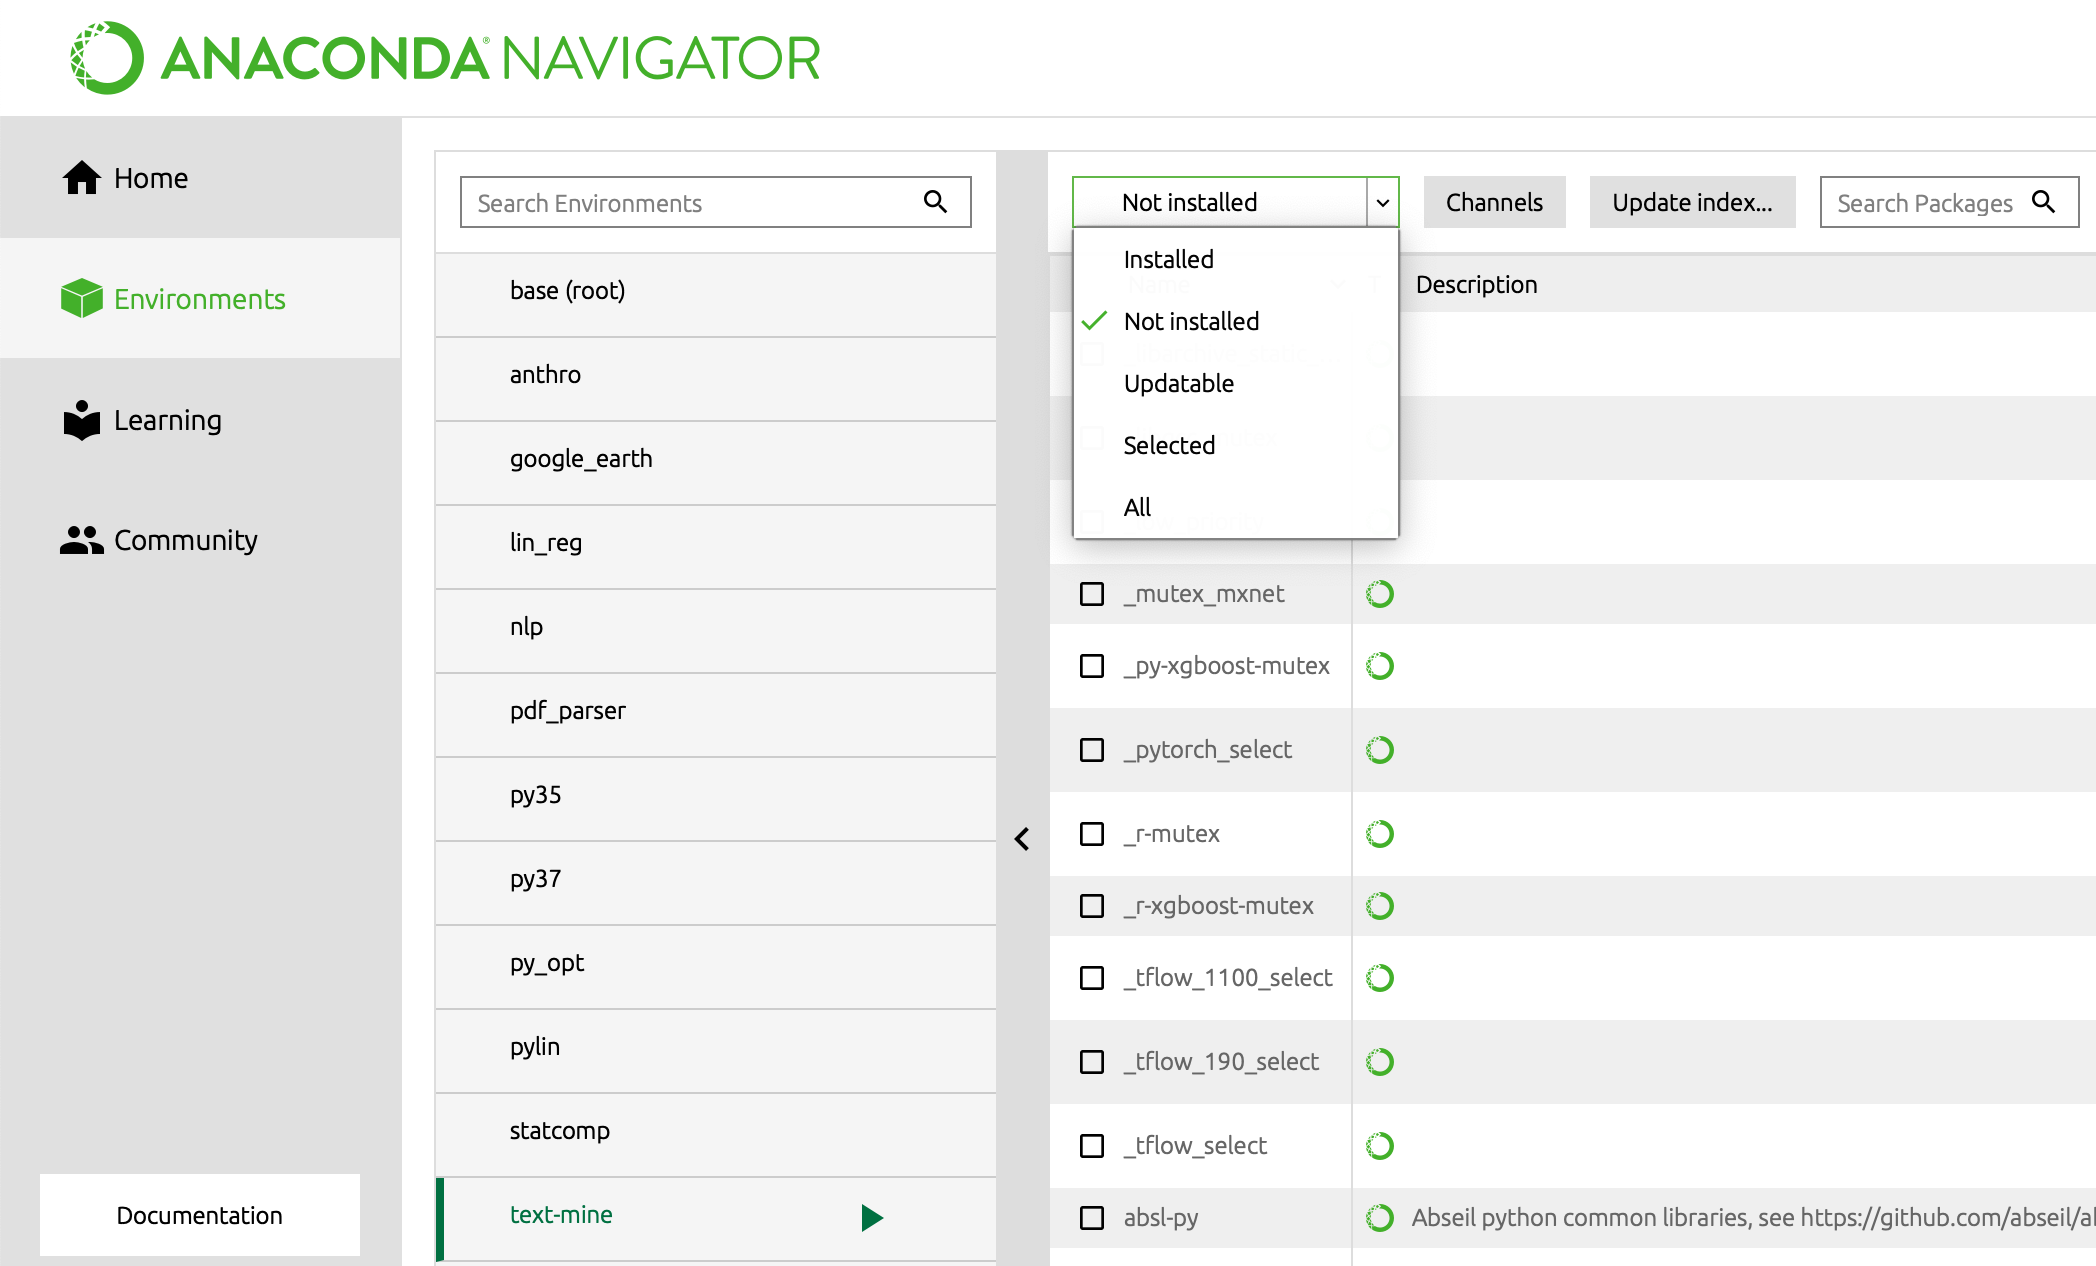 ANACONDA® NAVIGATOR
Home
Environments
Learning
Community
Documentation
Search Environments
base (root)
anthro
google_earth
lin_reg
nlp
pdf_parser
py35
py37
py_opt
pylin
statcomp
text-mine
Not installed
Channels
Update index...
Search Packages
Installed
Not installed
Updatable
Selected
All
Name
T
Description
_mutex_mxnet
_py-xgboost-mutex
_pytorch_select
_r-mutex
_r-xgboost-mutex
_tflow_1100_select
_tflow_190_select
_tflow_select
absl-py
Abseil python common libraries, see https://github.com/abseil/